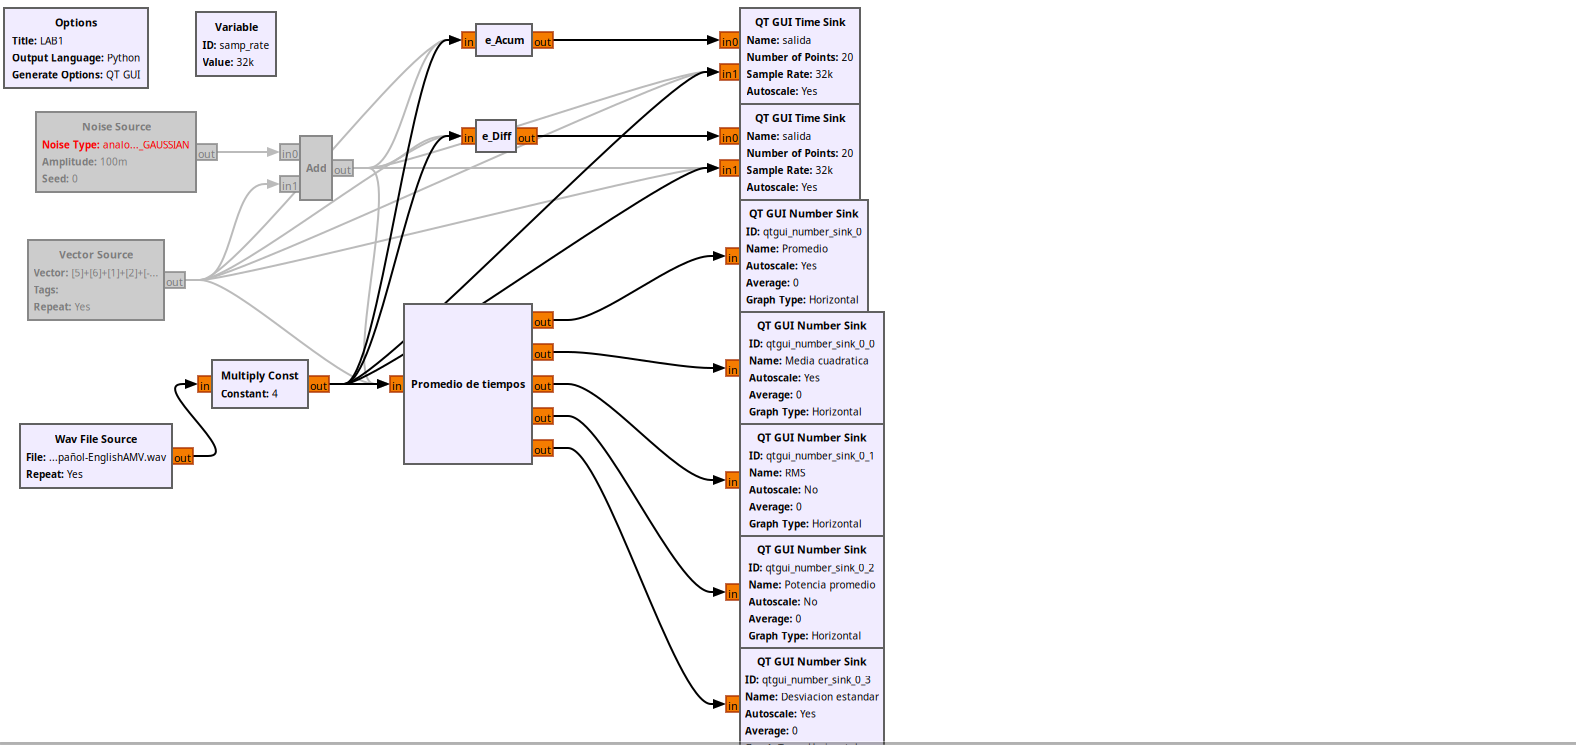 Options
Title: LAB1
Output Language: Python
Generate Options: QT GUI
Variable
ID: samp_rate
Value: 32k
Noise Source
Noise Type: analo..._GAUSSIAN
Amplitude: 100m
Seed: 0
out
in0
in1
Add
out
Vector Source
Vector: [5]+[6]+[1]+[2]+[-...
Tags:
Repeat: Yes
out
in
Multiply Const
Constant: 4
out
Wav File Source
File: ...pañol-EnglishAMV.wav
Repeat: Yes
out
in
e_Acum
out
in
e_Diff
out
in
Promedio de tiempos
out
out
out
out
out
in0
in1
QT GUI Time Sink
Name: salida
Number of Points: 20
Sample Rate: 32k
Autoscale: Yes
in0
in1
QT GUI Time Sink
Name: salida
Number of Points: 20
Sample Rate: 32k
Autoscale: Yes
in
QT GUI Number Sink
ID: qtgui_number_sink_0
Name: Promedio
Autoscale: Yes
Average: 0
Graph Type: Horizontal
in
QT GUI Number Sink
ID: qtgui_number_sink_0_0
Name: Media cuadratica
Autoscale: Yes
Average: 0
Graph Type: Horizontal
in
QT GUI Number Sink
ID: qtgui_number_sink_0_1
Name: RMS
Autoscale: No
Average: 0
Graph Type: Horizontal
in
QT GUI Number Sink
ID: qtgui_number_sink_0_2
Name: Potencia promedio
Autoscale: No
Average: 0
Graph Type: Horizontal
in
QT GUI Number Sink
ID: qtgui_number_sink_0_3
Name: Desviacion estandar
Autoscale: Yes
Average: 0